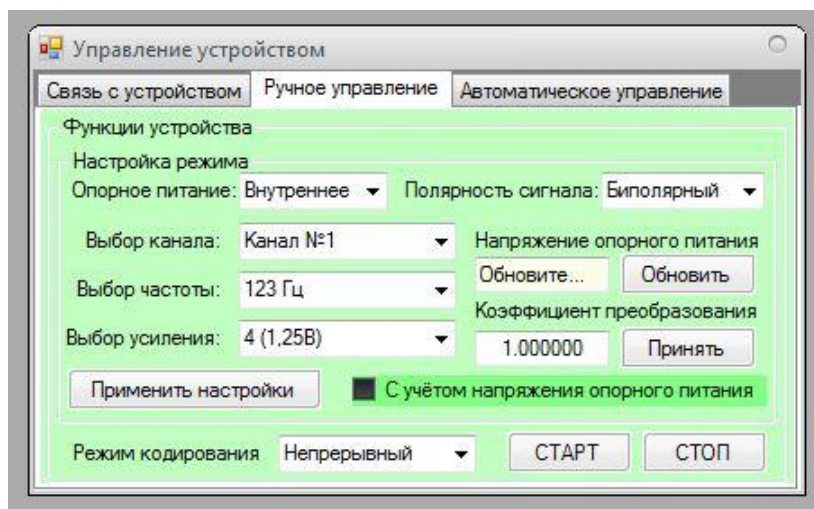 Управление устройством
Связь с устройством Ручное управление Автоматическое управление
Функции устройства
Настройка режима
Опорное питание: Внутреннее Полярность сигнала: Биполярный
Выбор канала: Канал №1 Напряжение опорного питания
Обновите... Обновить
Выбор частоты: 123 Гц
Коэффициент преобразования
Выбор усиления: 4 (1,25В) 1.000000 Принять
Применить настройки С учётом напряжения опорного питания
Режим кодирования Непрерывный СТАРТ СТОП